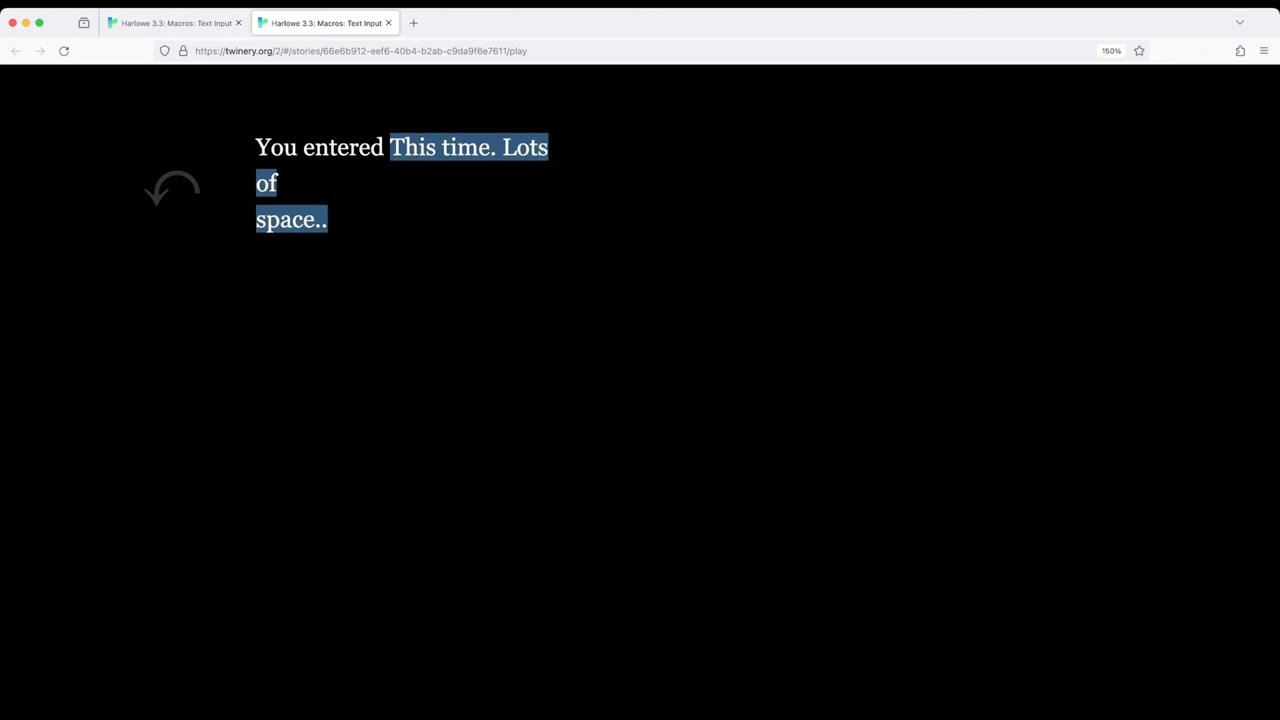 Harlowe 3.3: Macros: Text Input
Harlowe 3.3: Macros: Text Input
https://twinery.org/2/#/stories/66e6b912-eef6-40b4-b2ab-c9da9f6e7611/play
150%
You entered This time. Lots
of
space..